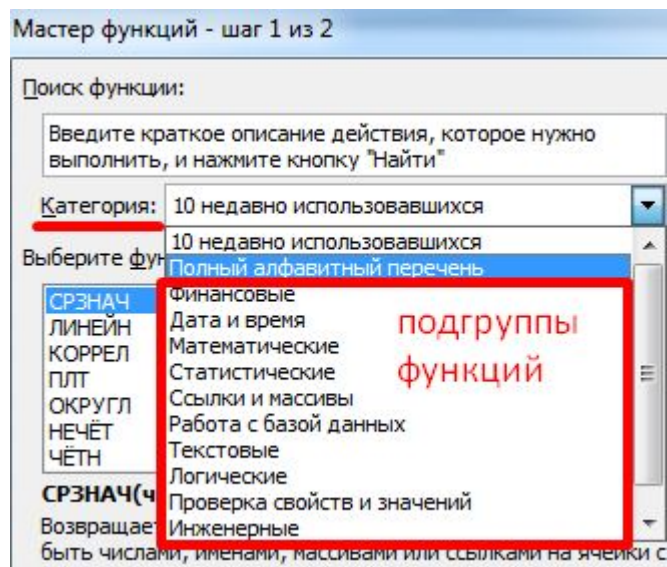 Мастер функций - шаг 1 из 2
Поиск функции:
Введите краткое описание действия, которое нужно
выполнить, и нажмите кнопку "Найти"
Категория: 10 недавно использовавшихся
10 недавно использовавшихся
Выберите
Полный алфавитный перечень
СРЗНАЧ
Финансовые
ЛИНЕЙН
Дата и время
КОРРЕЛ
Математические
ПЛТ
Статистические
ОКРУГЛ
Ссылки и массивы
НЕЧЁТ
Работа с базой данных
ЧЁТН
Текстовые
Логические
подгруппы
функций
СРЗНАЧ(ч
Проверка свойств и значений
Возвращает
Инженерные
быть числами, именами, массивами или ссылками на ячейки с